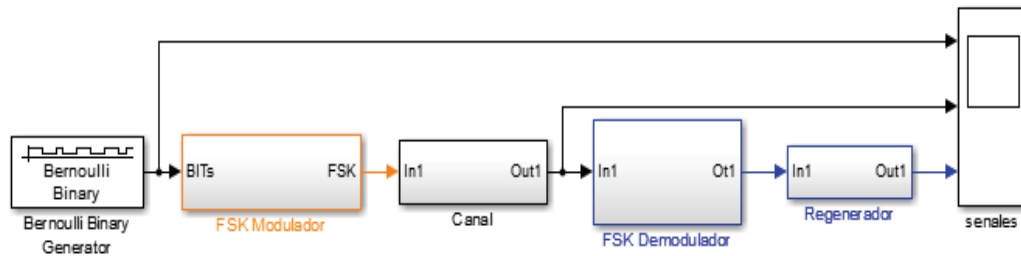 Bernoulli
Binary
Bernoulli Binary
Generator
BITs
FSK
FSK Modulador
In1
Out1
Canal
In1
Ot1
FSK Demodulador
In1
Out1
Regenerador
senales